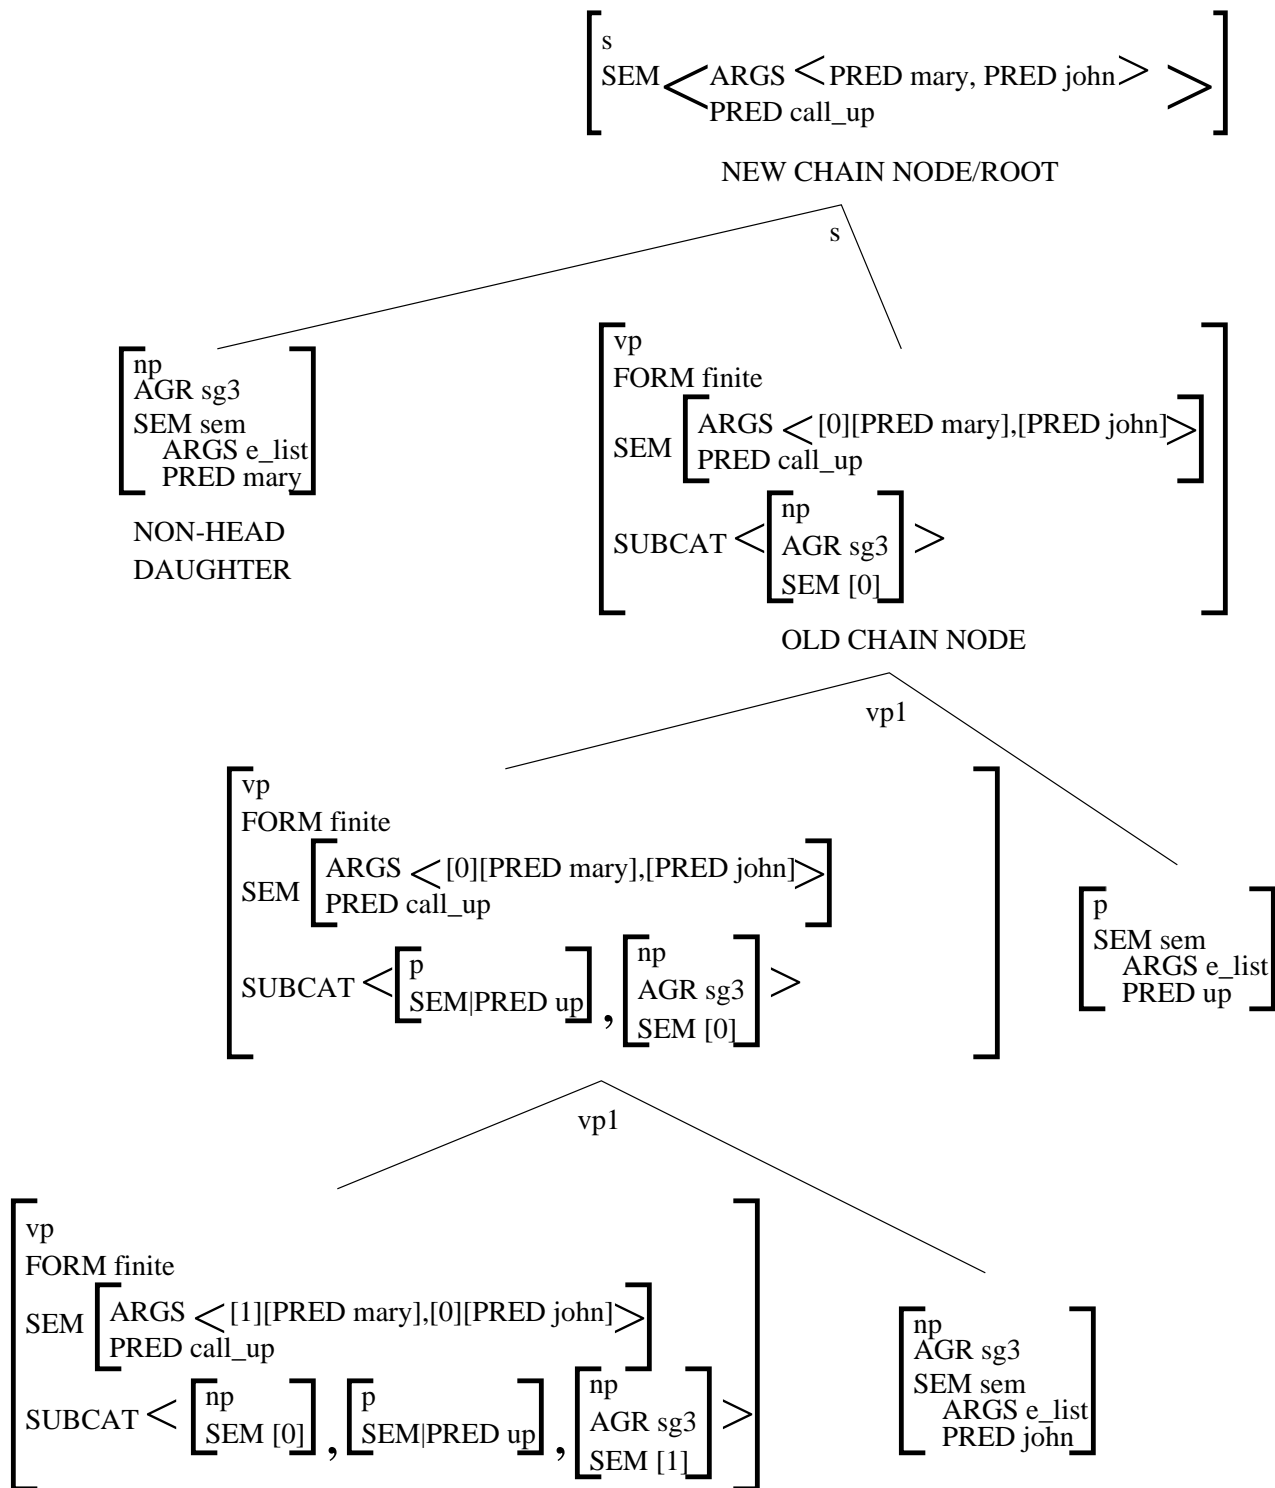 s
SEM < ARGS < PRED mary, PRED john > >
PRED call_up
NEW CHAIN NODE/ROOT
s
np
AGR sg3
SEM sem
ARGS e_list
PRED mary
NON-HEAD
DAUGHTER
vp
FORM finite
SEM ARGS < [0][PRED mary],[PRED john] >
PRED call_up
SUBCAT < np >
AGR sg3
SEM [0]
OLD CHAIN NODE
vp1
vp
FORM finite
SEM ARGS < [0][PRED mary],[PRED john] >
PRED call_up
SUBCAT < p
SEM|PRED up ,
np
AGR sg3
SEM [0] >
p
SEM sem
ARGS e_list
PRED up
vp1
vp
FORM finite
SEM ARGS < [1][PRED mary],[0][PRED john] >
PRED call_up
SUBCAT < np
SEM [0] ,
p
SEM|PRED up ,
np
AGR sg3
SEM [1] >
np
AGR sg3
SEM sem
ARGS e_list
PRED john